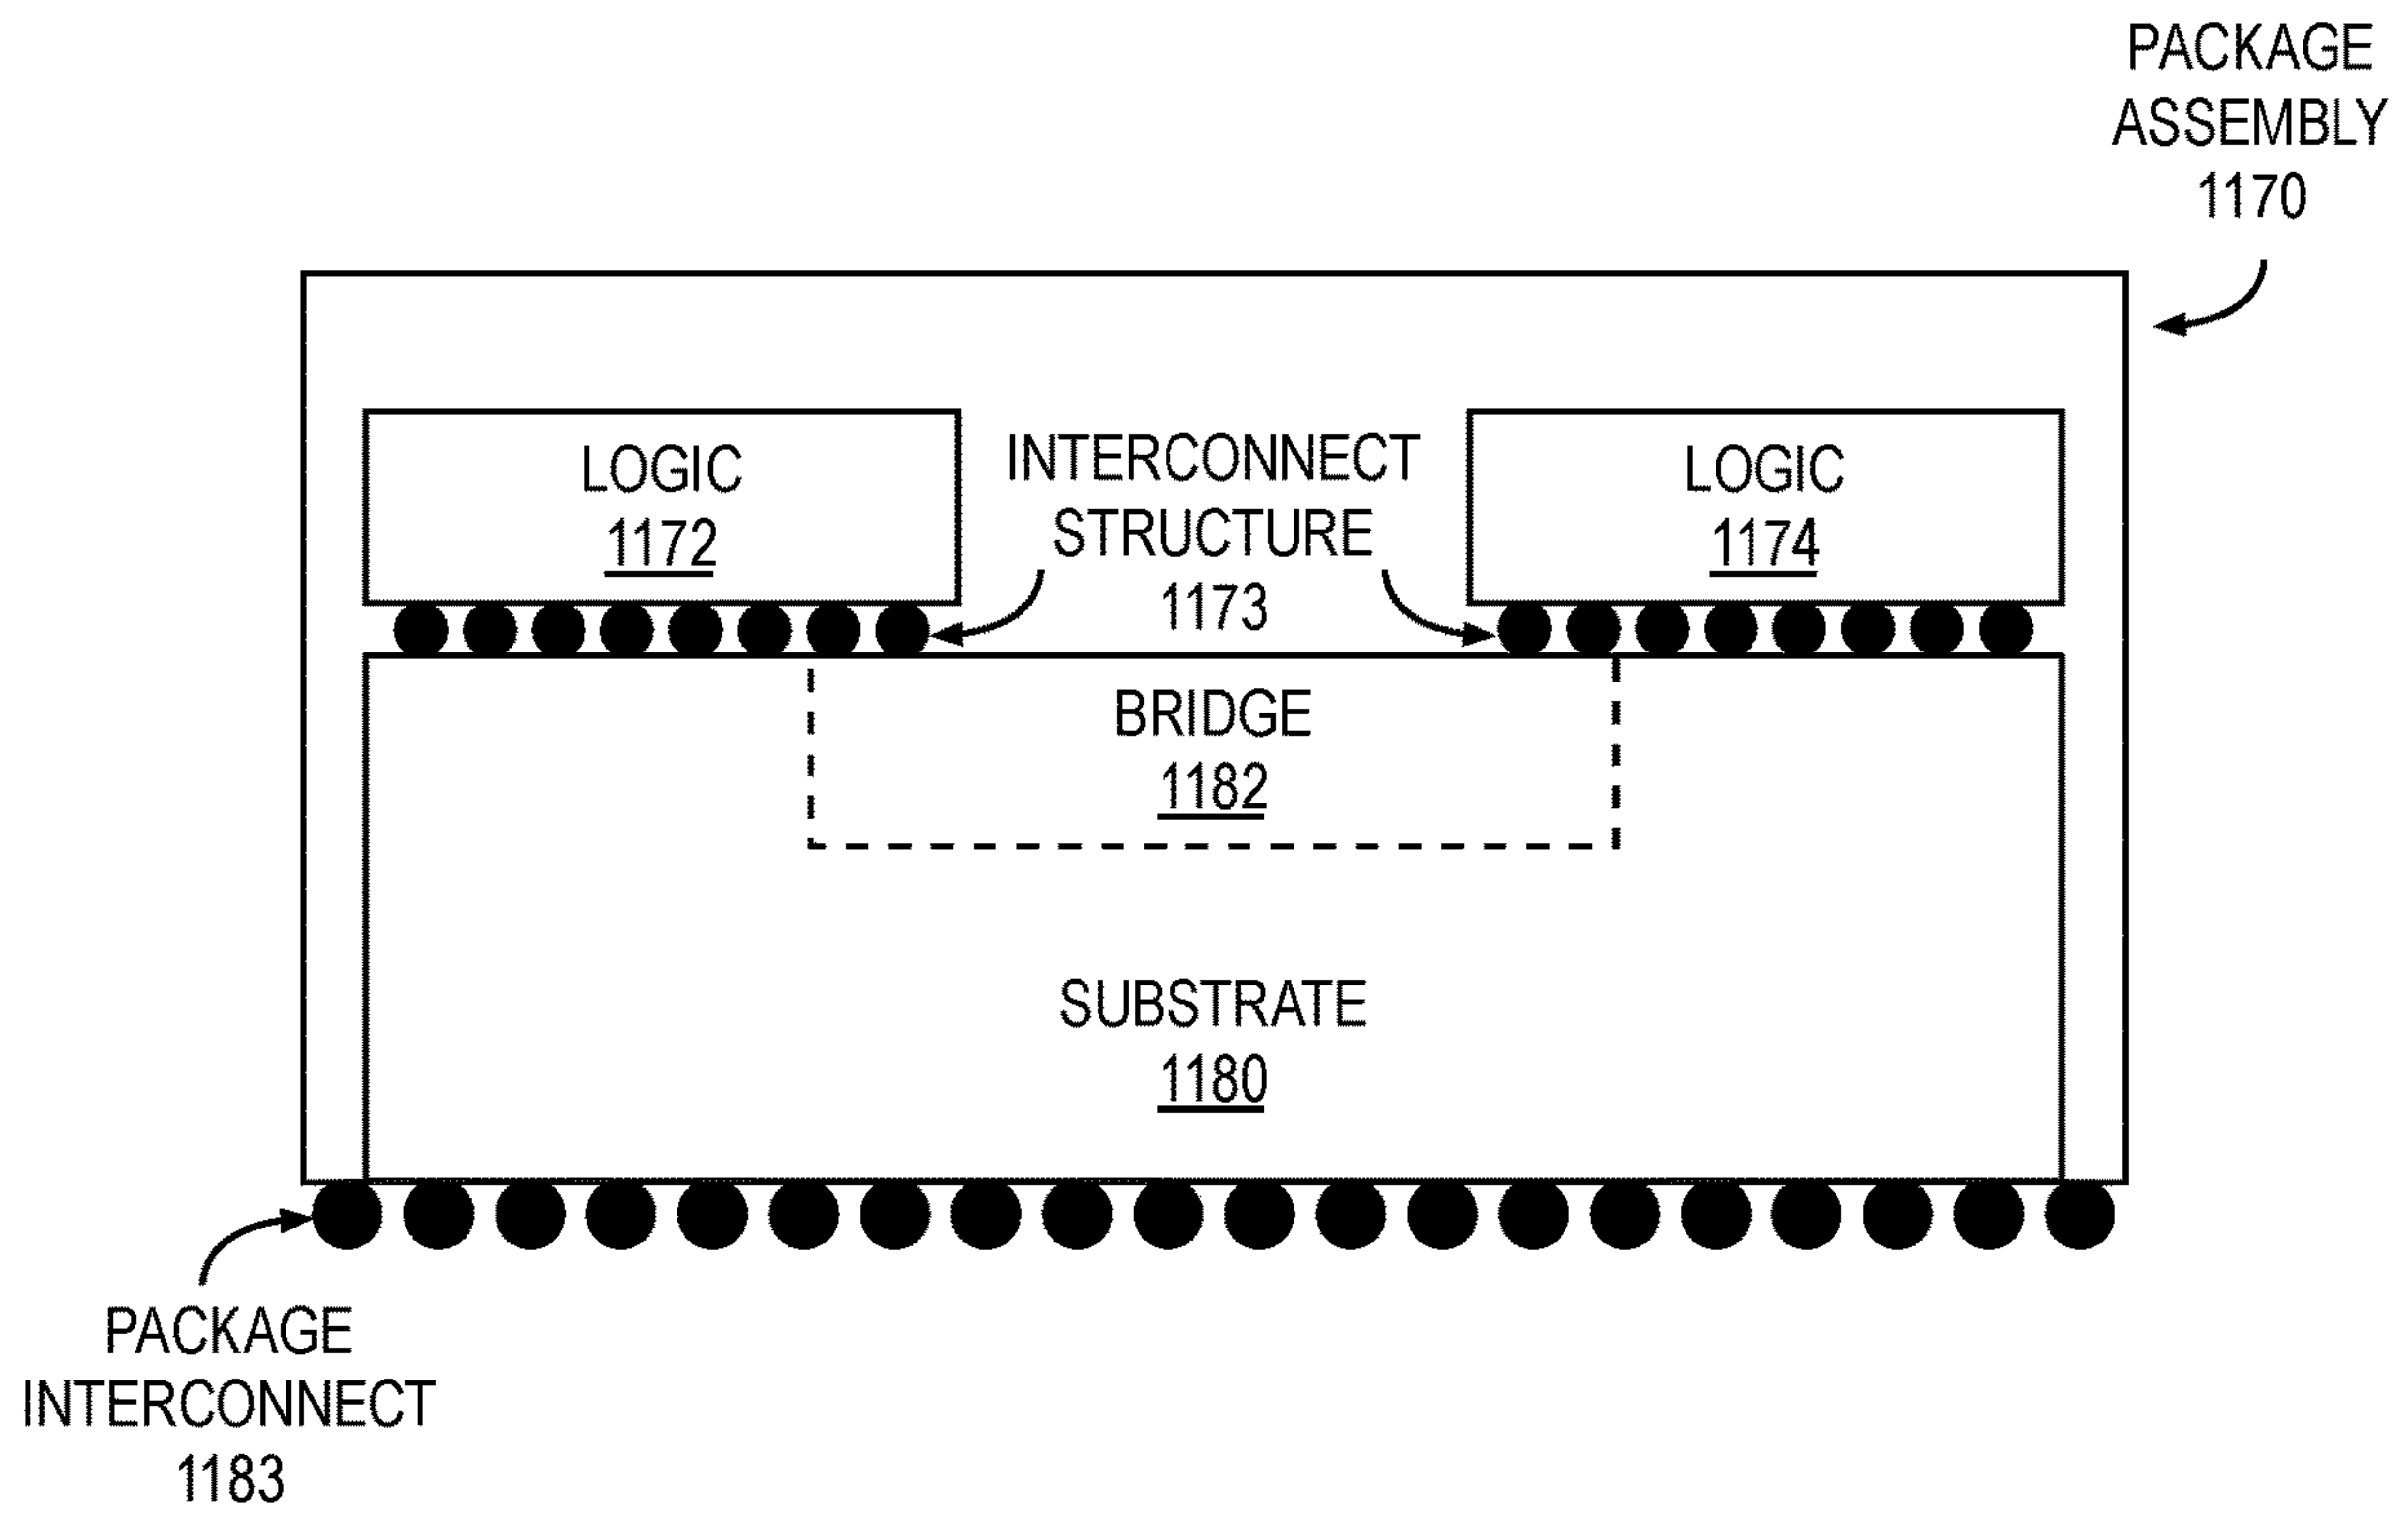 PACKAGE
ASSEMBLY
1170
LOGIC
1172
INTERCONNECT
STRUCTURE
1173
LOGIC
1174
BRIDGE
1182
SUBSTRATE
1180
PACKAGE
INTERCONNECT
1183